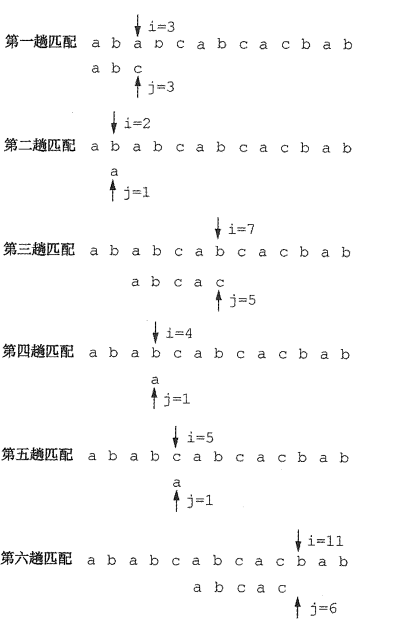 i=3
第一趟匹配 a b a b c a b c a c b a b
a b c
j=3
i=2
第二趟匹配 a b a b c a b c a c b a b
a
j=1
i=7
第三趟匹配 a b a b c a b c a c b a b
a b c a c
j=5
i=4
第四趟匹配 a b a b c a b c a c b a b
a
j=1
i=5
第五趟匹配 a b a b c a b c a c b a b
a
j=1
i=11
第六趟匹配 a b a b c a b c a c b a b
a b c a c
j=6